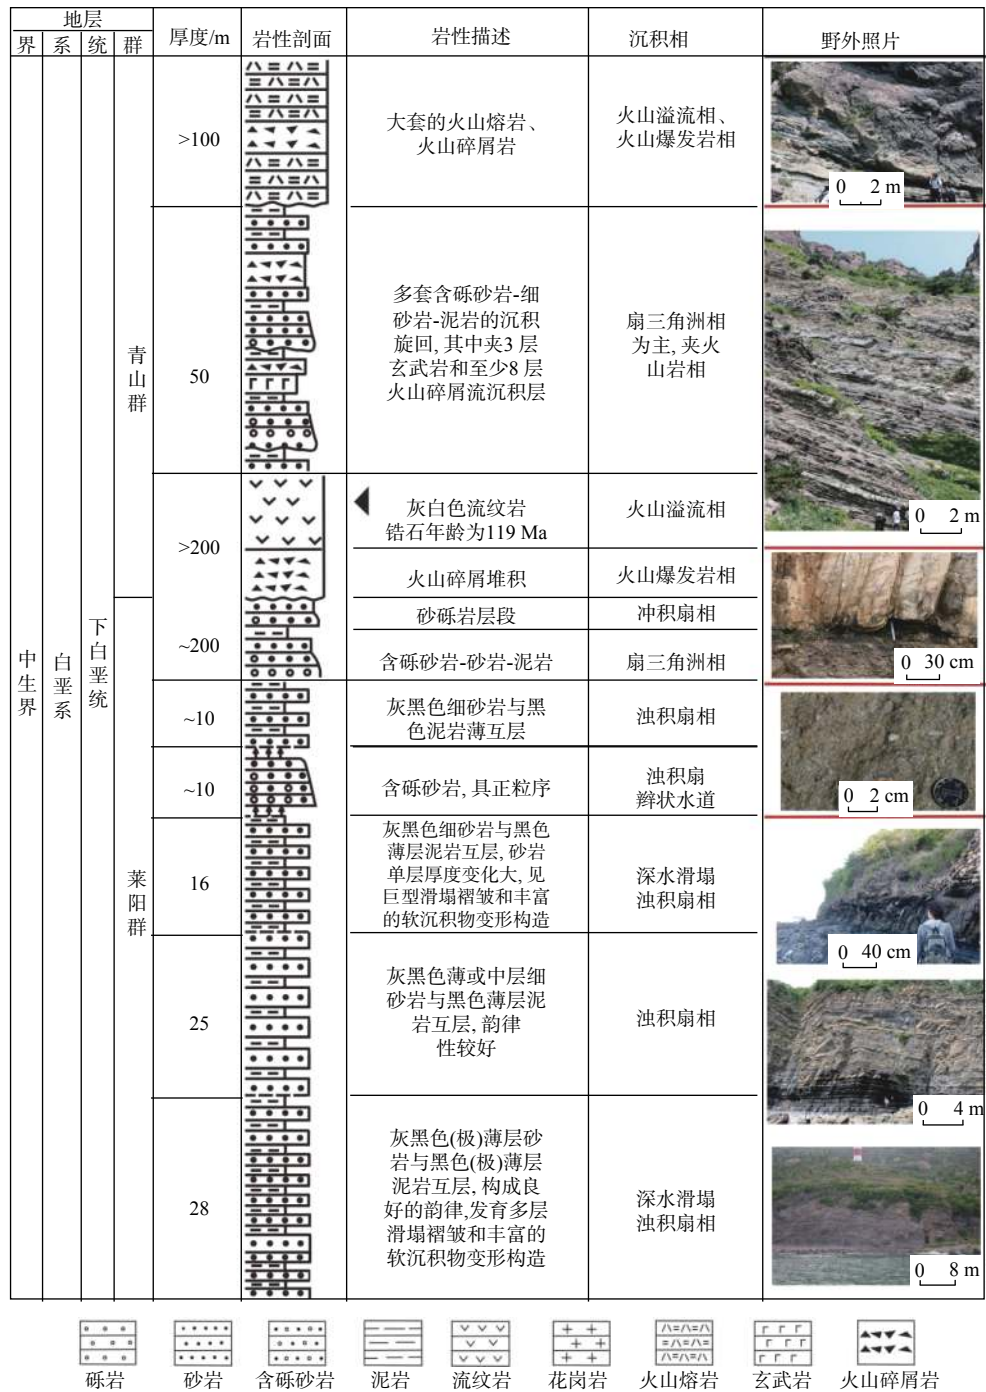 地层
界 系 统 群
厚度/m
岩性剖面
岩性描述
沉积相
野外照片
中生界
白垩系
下白垩统
青山群
>100
大套的火山熔岩、
火山碎屑岩
火山溢流相、
火山爆发岩相
0 2 m
50
多套含砾砂岩-细
砂岩-泥岩的沉积
旋回, 其中夹3 层
玄武岩和至少8 层
火山碎屑流沉积层
扇三角洲相
为主, 夹火
山岩相
0 2 m
>200
灰白色流纹岩
锆石年龄为119 Ma
火山溢流相
火山碎屑堆积
火山爆发岩相
0 30 cm
莱阳群
~200
砂砾岩层段
冲积扇相
含砾砂岩-砂岩-泥岩
扇三角洲相
~10
灰黑色细砂岩与黑
色泥岩薄互层
浊积扇相
0 2 cm
~10
含砾砂岩, 具正粒序
浊积扇
辫状水道
16
灰黑色细砂岩与黑色
薄层泥岩互层, 砂岩
单层厚度变化大, 见
巨型滑塌褶皱和丰富
的软沉积物变形构造
深水滑塌
浊积扇相
0 40 cm
25
灰黑色薄或中层细
砂岩与黑色薄层泥
岩互层, 韵律
性较好
浊积扇相
0 4 m
28
灰黑色(极)薄层砂
岩与黑色(极)薄层
泥岩互层, 构成良
好的韵律,发育多层
滑塌褶皱和丰富的
软沉积物变形构造
深水滑塌
浊积扇相
0 8 m
砾岩 砂岩 含砾砂岩 泥岩 流纹岩 花岗岩 火山熔岩 玄武岩 火山碎屑岩